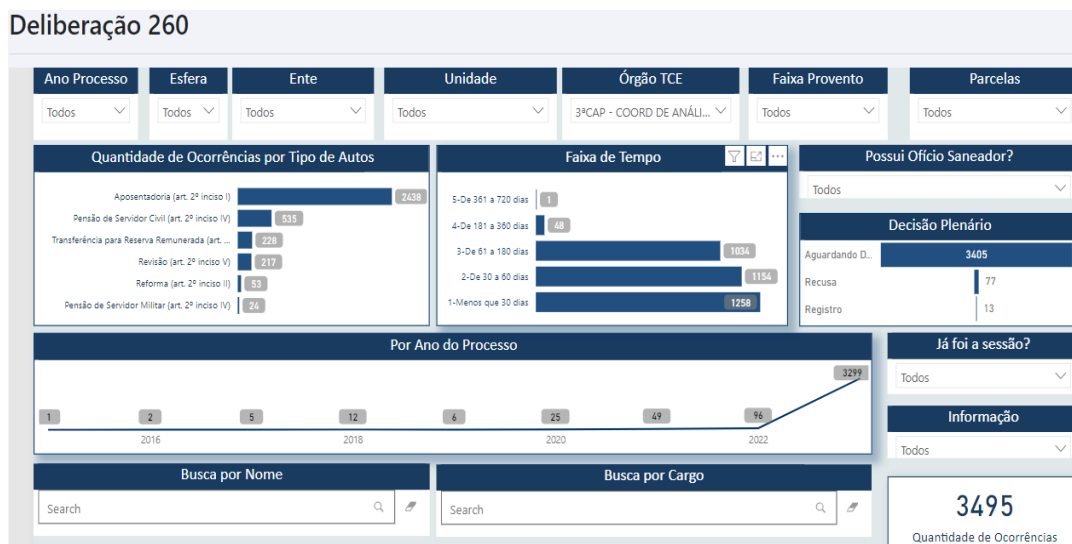 Deliberação 260
Ano Processo
Todos
Esfera
Todos
Ente
Todos
Unidade
Todos
Órgão TCE
3ªCAP - COORD DE ANÁLI...
Faixa Provento
Todos
Parcelas
Todos
Quantidade de Ocorrências por Tipo de Autos
Aposentadoria (art. 2º inciso I) 2438
Pensão de Servidor Civil (art. 2º inciso IV) 535
Transferência para Reserva Remunerada (art. ... 228
Revisão (art. 2º inciso V) 217
Reforma (art. 2º inciso II) 53
Pensão de Servidor Militar (art. 2º inciso IV) 24
Faixa de Tempo
5-De 361 a 720 dias 1
4-De 181 a 360 dias 48
3-De 61 a 180 dias 1034
2-De 30 a 60 dias 1154
1-Menos que 30 dias 1258
Possui Ofício Saneador?
Todos
Decisão Plenário
Aguardando D... 3405
Recusa 77
Registro 13
Por Ano do Processo
1 2 5 12 6 25 49 96 3299
2016 2018 2020 2022
Já foi a sessão?
Todos
Informação
Todos
Busca por Nome
Search
Busca por Cargo
Search
3495
Quantidade de Ocorrências